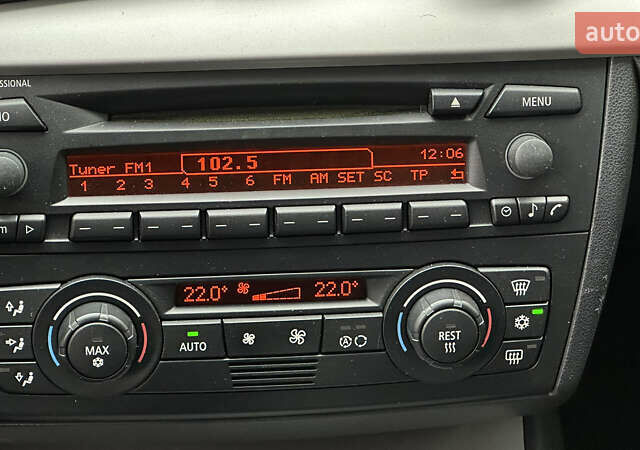 auto
SSIONAL
MENU
102.5
12:06
Tuner FM1
1 2 3 4 5 6 FM AM SET SC TP
22.0° 22.0°
MAX
AUTO
A
REST